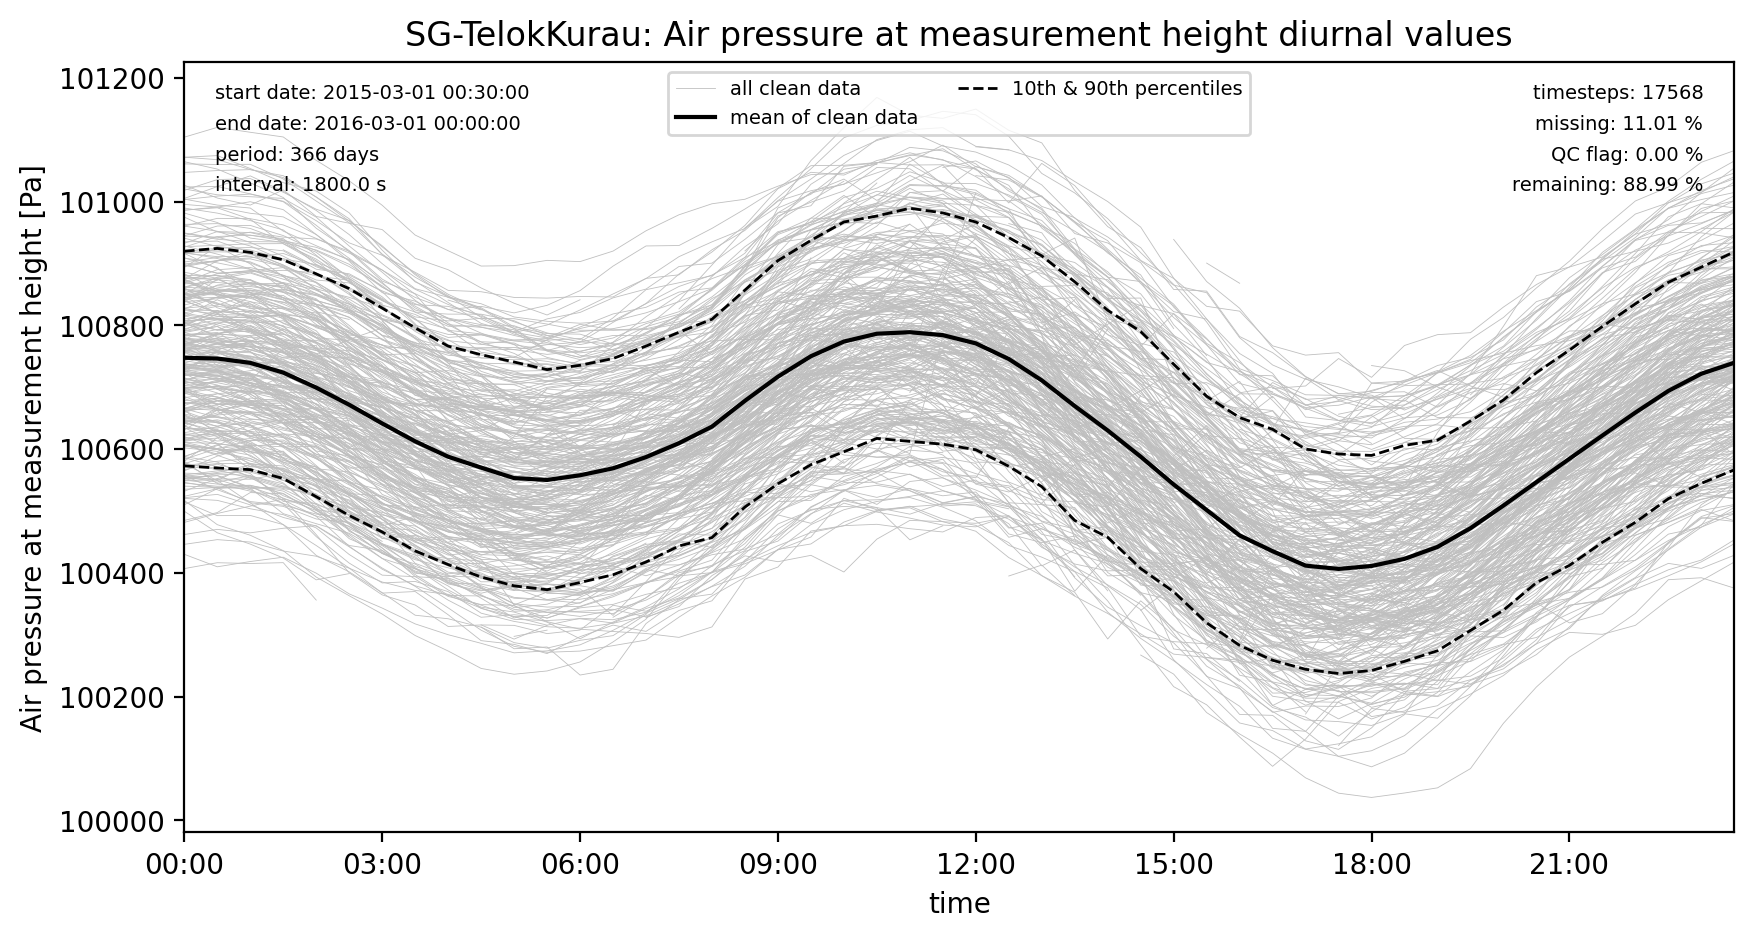 SG-TelokKurau: Air pressure at measurement height diurnal values
start date: 2015-03-01 00:30:00
end date: 2016-03-01 00:00:00
period: 366 days
interval: 1800.0 s
all clean data
mean of clean data
10th & 90th percentiles
timesteps: 17568
missing: 11.01 %
QC flag: 0.00 %
remaining: 88.99 %
Air pressure at measurement height [Pa]
101200
101000
100800
100600
100400
100200
100000
00:00
03:00
06:00
09:00
12:00
15:00
18:00
21:00
time